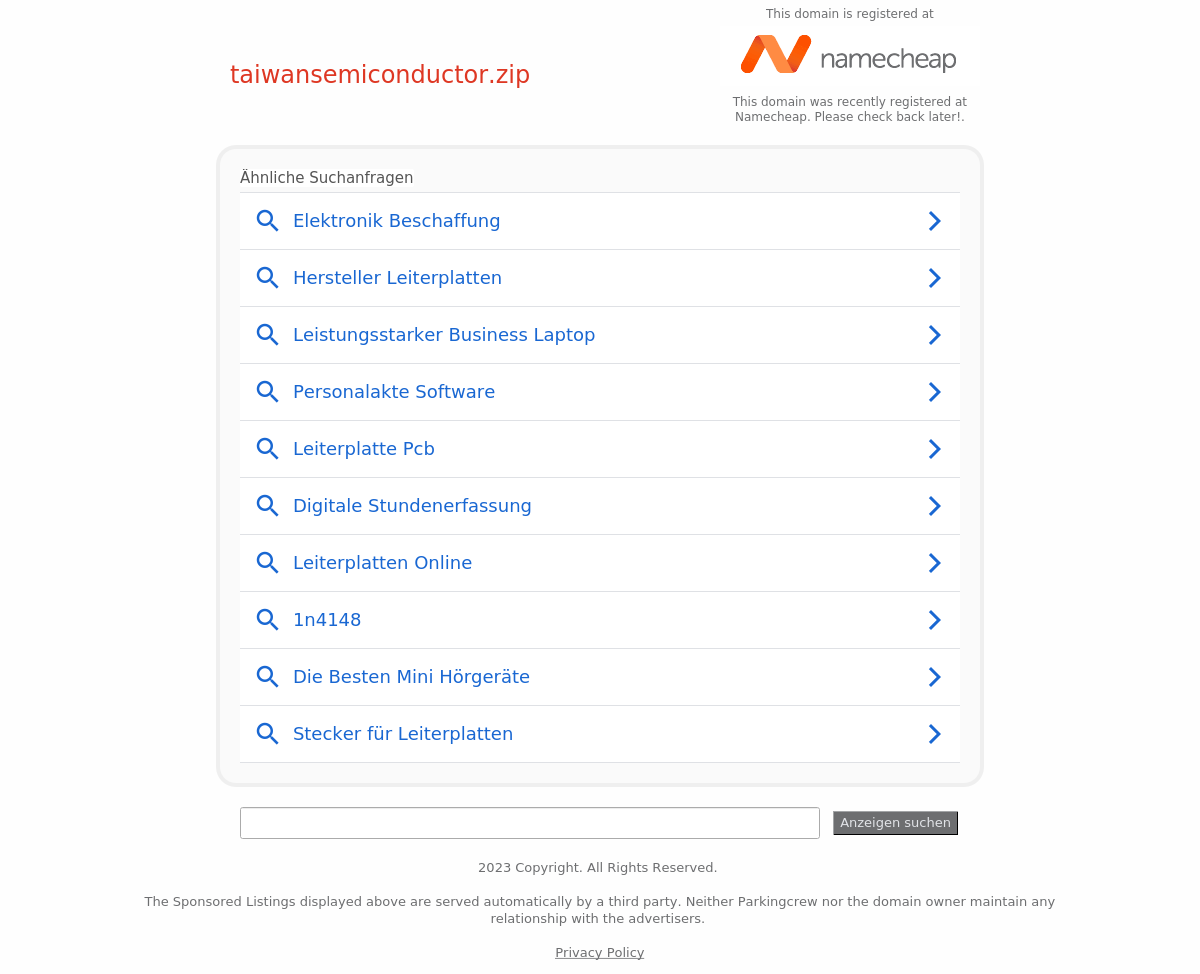 This domain is registered at
namecheap
taiwansemiconductor.zip
This domain was recently registered at
Namecheap. Please check back later!.
Ähnliche Suchanfragen
Elektronik Beschaffung
Hersteller Leiterplatten
Leistungsstarker Business Laptop
Personalakte Software
Leiterplatte Pcb
Digitale Stundenerfassung
Leiterplatten Online
1n4148
Die Besten Mini Hörgeräte
Stecker für Leiterplatten
Anzeigen suchen
2023 Copyright. All Rights Reserved.
The Sponsored Listings displayed above are served automatically by a third party. Neither Parkingcrew nor the domain owner maintain any
relationship with the advertisers.
Privacy Policy